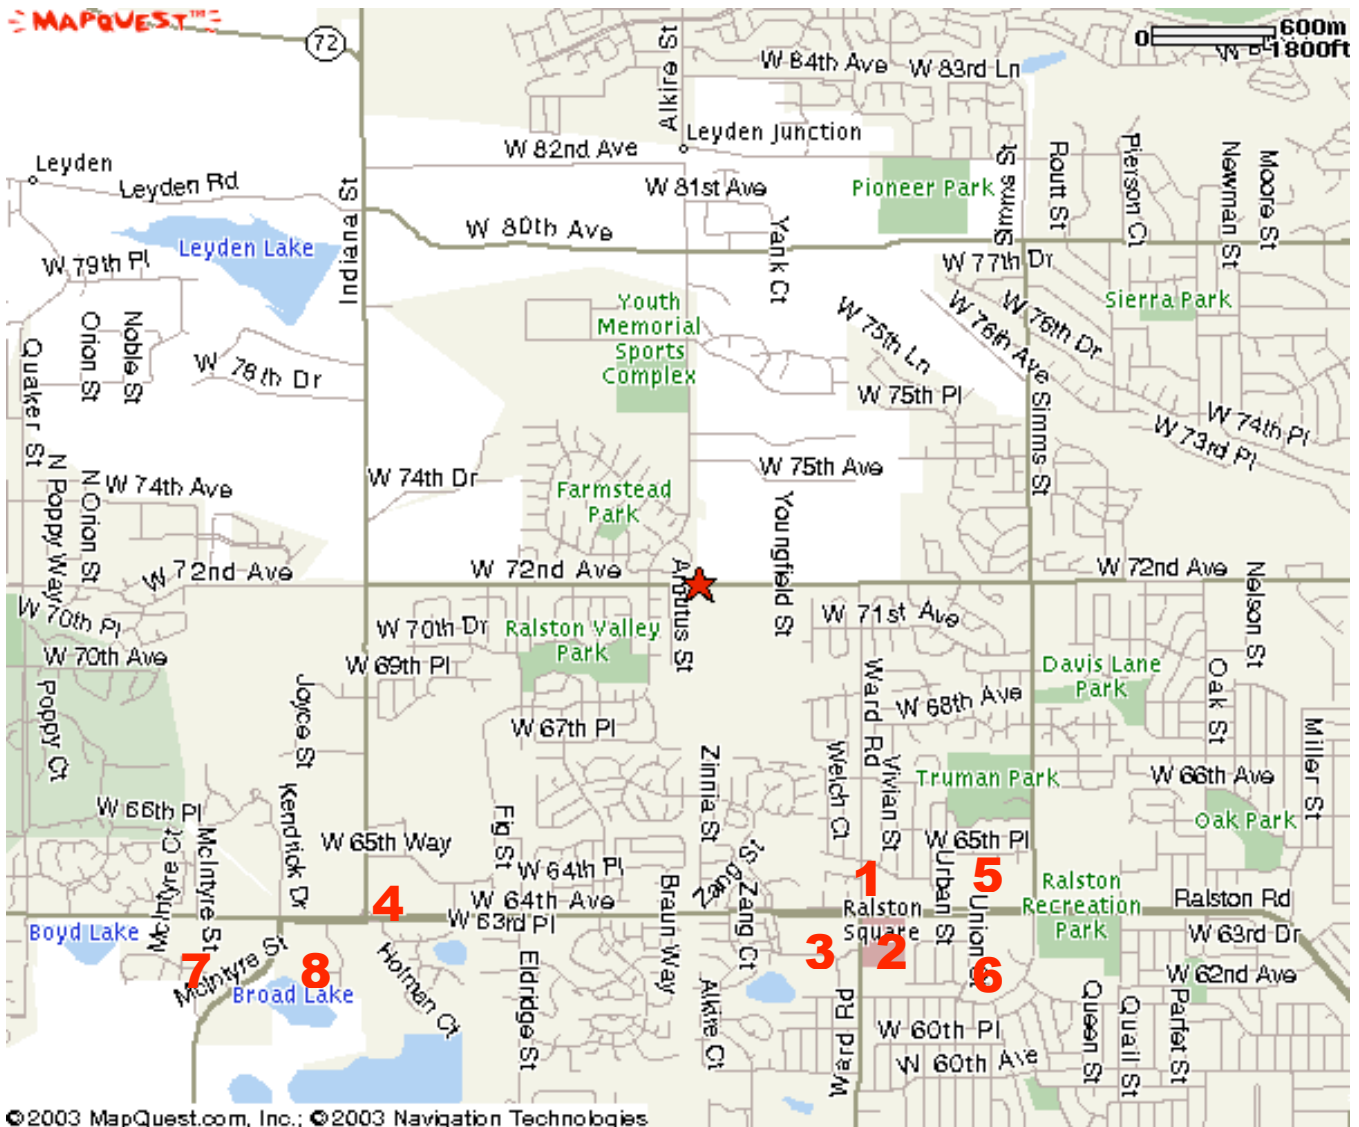 MAPQUEST™
72
0
600m
1800ft
Alkire St
W 84th Ave
W 83rd Ln
Leyden Junction
W 82nd Ave
Leyden
Leyden Rd
Indiana St
W 81st Ave
Pioneer Park
Simms St
Routt St
Pierson Ct
Newman St
Moore St
W 80th Ave
Leyden Lake
Yank Ct
W 79th Pl
W 77th Dr
Sierra Park
Orion St
Noble St
Youth
Memorial
Sports
Complex
W 75th Ln
W 76th Ave
W 76th Dr
Quaker St
W 78th Dr
W 75th Pl
Simms St
W 74th Pl
W 73rd Pl
N Poppy Way
N Orion St
W 74th Ave
W 74th Dr
W 75th Ave
Farmstead
Park
Youngfield St
W 72nd Ave
W 72nd Ave
W 72nd Ave
Arbutus St
Nelson St
W 70th Pl
W 70th Dr
Ralston Valley
Park
W 71st Ave
W 70th Ave
W 69th Pl
Davis Lane
Park
Poppy Ct
Joyce St
Ward Rd
W 68th Ave
Oak St
W 67th Pl
Miller St
Zinnia St
Welch Ct
Vivian St
Truman Park
W 66th Ave
W 66th Pl
Kendrick Dr
Fig St
Oak Park
McIntyre Ct
McIntyre St
W 65th Way
W 65th Pl
W 64th Pl
Zang St
1
Urban St
5
Ralston
Recreation
Park
Ralston Rd
4
W 64th Ave
W 63rd Pl
Braun Way
Zang Ct
Ralston
Square
Union St
Boyd Lake
W 63rd Dr
3
2
6
7
McIntyre St
8
Broad Lake
Holman Ct
Eldridge St
Alkire Ct
Ward Rd
W 62nd Ave
W 60th Pl
W 60th Ave
Queen St
Quail St
Parfet St
©2003 MapQuest.com, Inc.; ©2003 Navigation Technologies